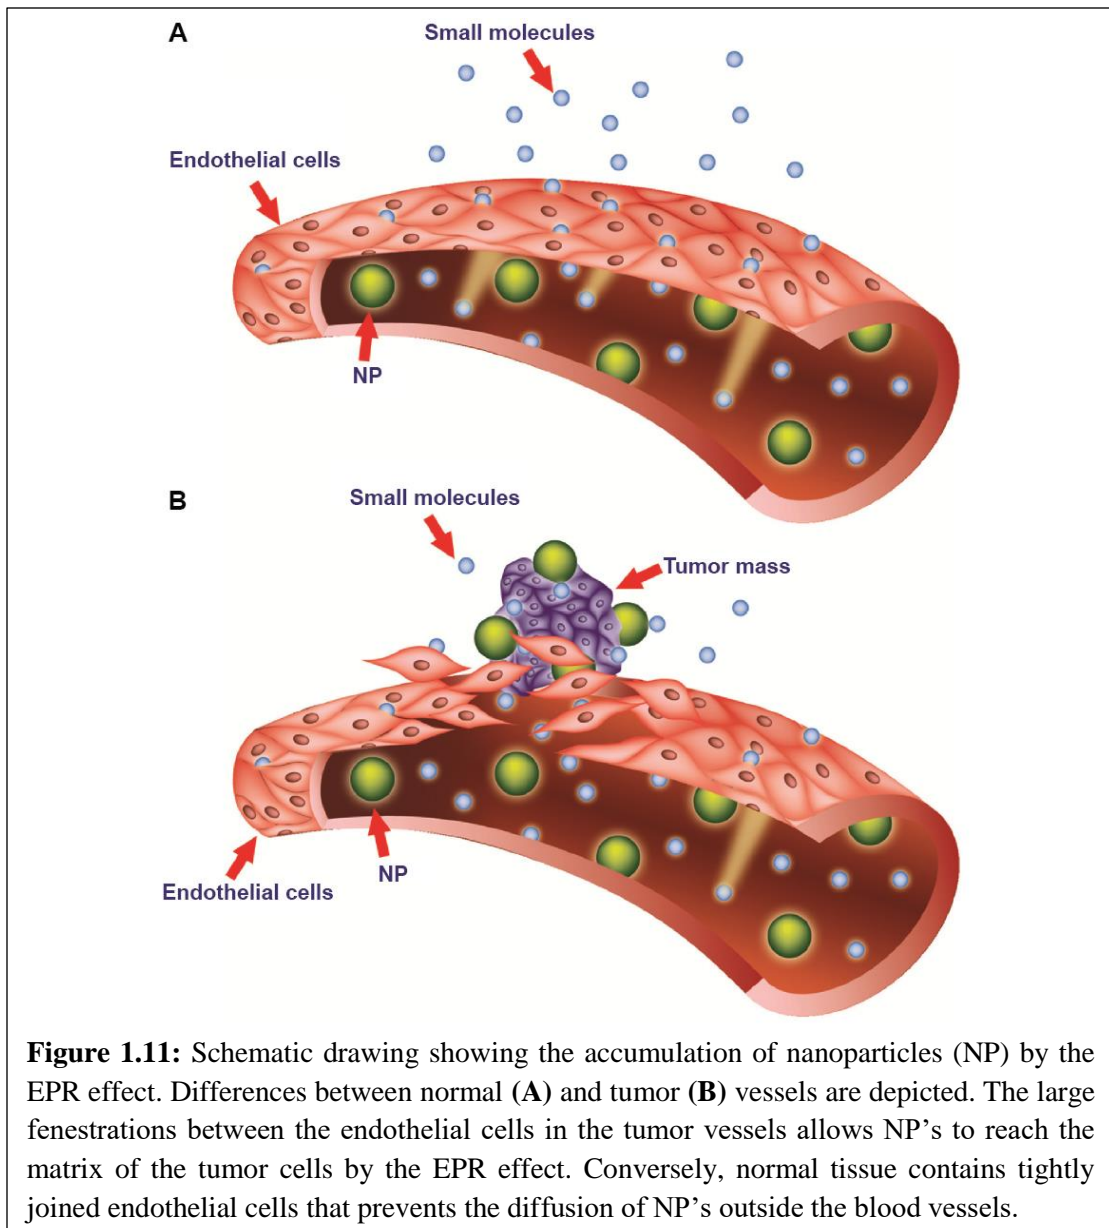 A
Small molecules
Endothelial cells
NP
B
Small molecules
Tumor mass
NP
Endothelial cells
Figure 1.11: Schematic drawing showing the accumulation of nanoparticles (NP) by the
EPR effect. Differences between normal (A) and tumor (B) vessels are depicted. The large
fenestrations between the endothelial cells in the tumor vessels allows NP's to reach the
matrix of the tumor cells by the EPR effect. Conversely, normal tissue contains tightly
joined endothelial cells that prevents the diffusion of NP's outside the blood vessels.